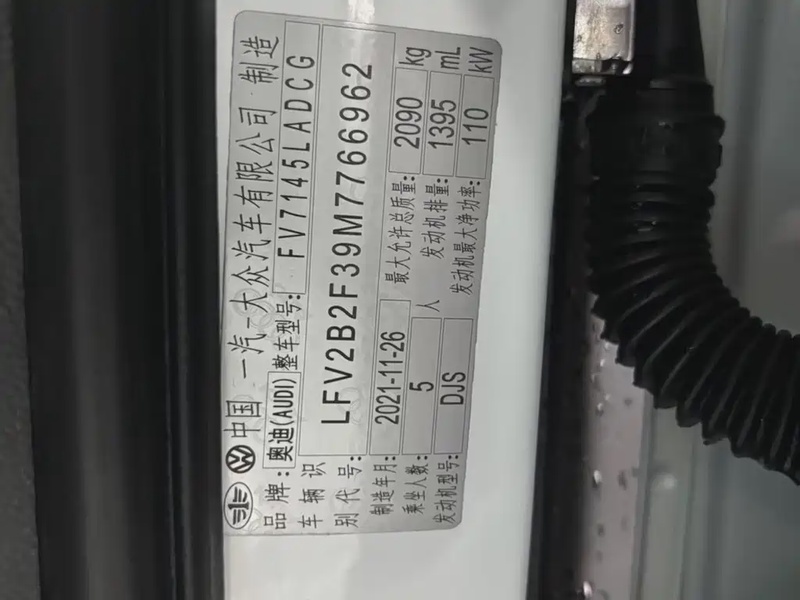 中国 一汽-大众汽车有限公司 制造
品牌:奥迪(AUDI) 整车型号: FV7145LADCG
车辆识别代号: LFV2B2F39M7766962
制造年月: 2021-11-26 最大允许总质量: 2090 kg
乘坐人数: 5 人 发动机排量: 1395 mL
发动机型号: DJS 发动机最大净功率: 110 kW